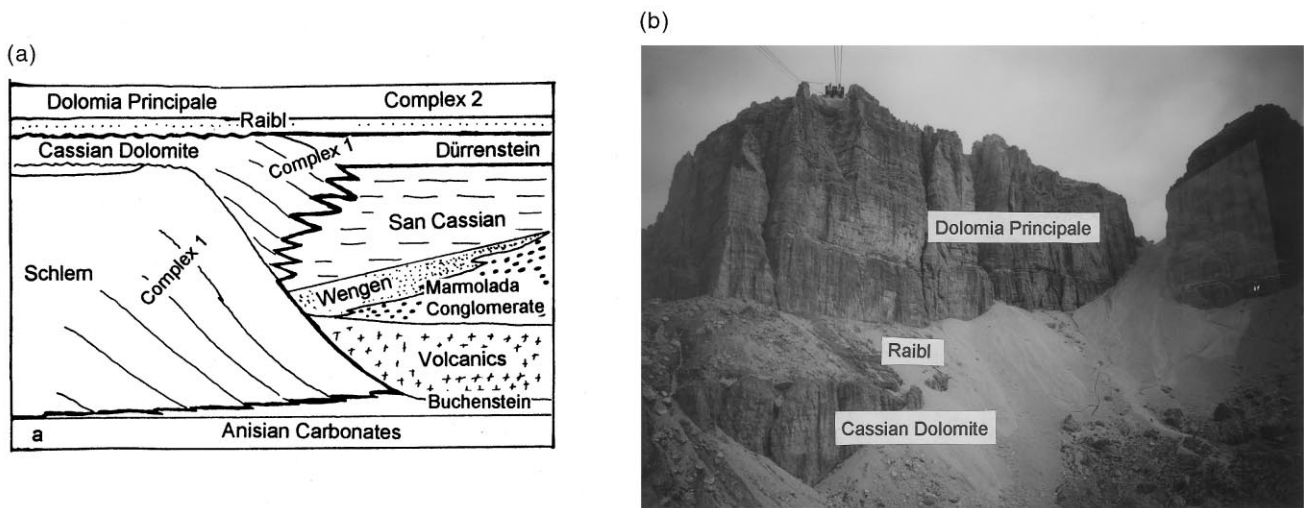 (a)
Dolomia Principale
Complex 2
Raibl
Cassian Dolomite
Complex 1
Dürrenstein
San Cassian
Schlern
Complex 1
Wengen
Marmolada
Conglomerate
Volcanics
Buchenstein
a
Anisian Carbonates
(b)
Dolomia Principale
Raibl
Cassian Dolomite